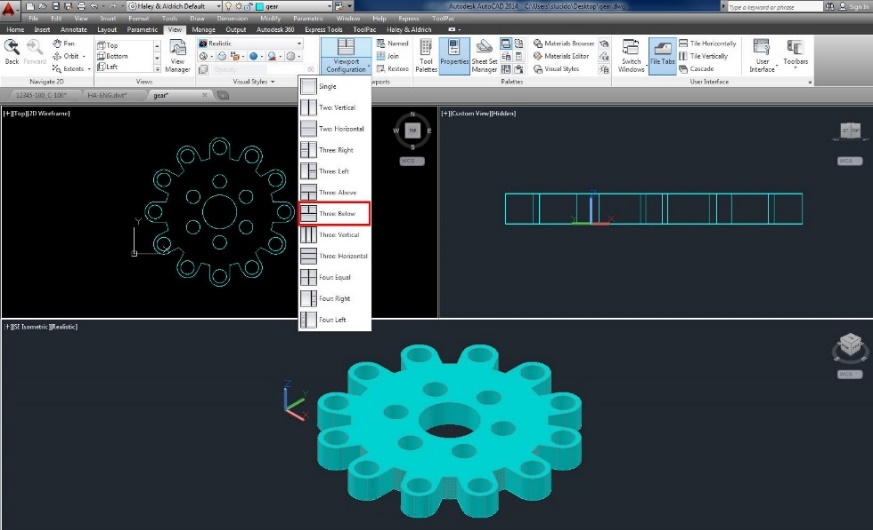 Haley & Aldrich Default gear Autodesk AutoCAD 2014 C:\Users\slucido\Desktop\gear.dwg Type a keyword or phrase Sign In
File Edit View Insert Format Tools Draw Dimension Modify Parametric Window Help Express ToolPac
Home Insert Annotate Layout Parametric View Manage Output Autodesk 360 Express Tools ToolPac Haley & Aldrich
Back Forward Pan Orbit Extents
Navigate 2D
Top
Bottom
Left
View Manager
Views
Realistic
Opacity
Visual Styles
Viewport Configuration
Named
Join
Restore
Tool Palettes
Properties
Sheet Set Manager
Materials Browser
Materials Editor
Visual Styles
Palettes
Switch Windows
File Tabs
Tile Horizontally
Tile Vertically
Cascade
User Interface
Toolbars
User Interface
12345-100_C-100*
HA-ENG.dwt*
gear*
Single
Two: Vertical
Two: Horizontal
Three: Right
Three: Left
Three: Above
Three: Below
Three: Vertical
Three: Horizontal
Four: Equal
Four: Right
Four: Left
[+][Top][2D Wireframe]
N
W TOP E
S
WCS
Y
[+][Custom View][Hidden]
WCS
Z
Y X
[+][SE Isometric][Realistic]
WCS
Z
Y
X